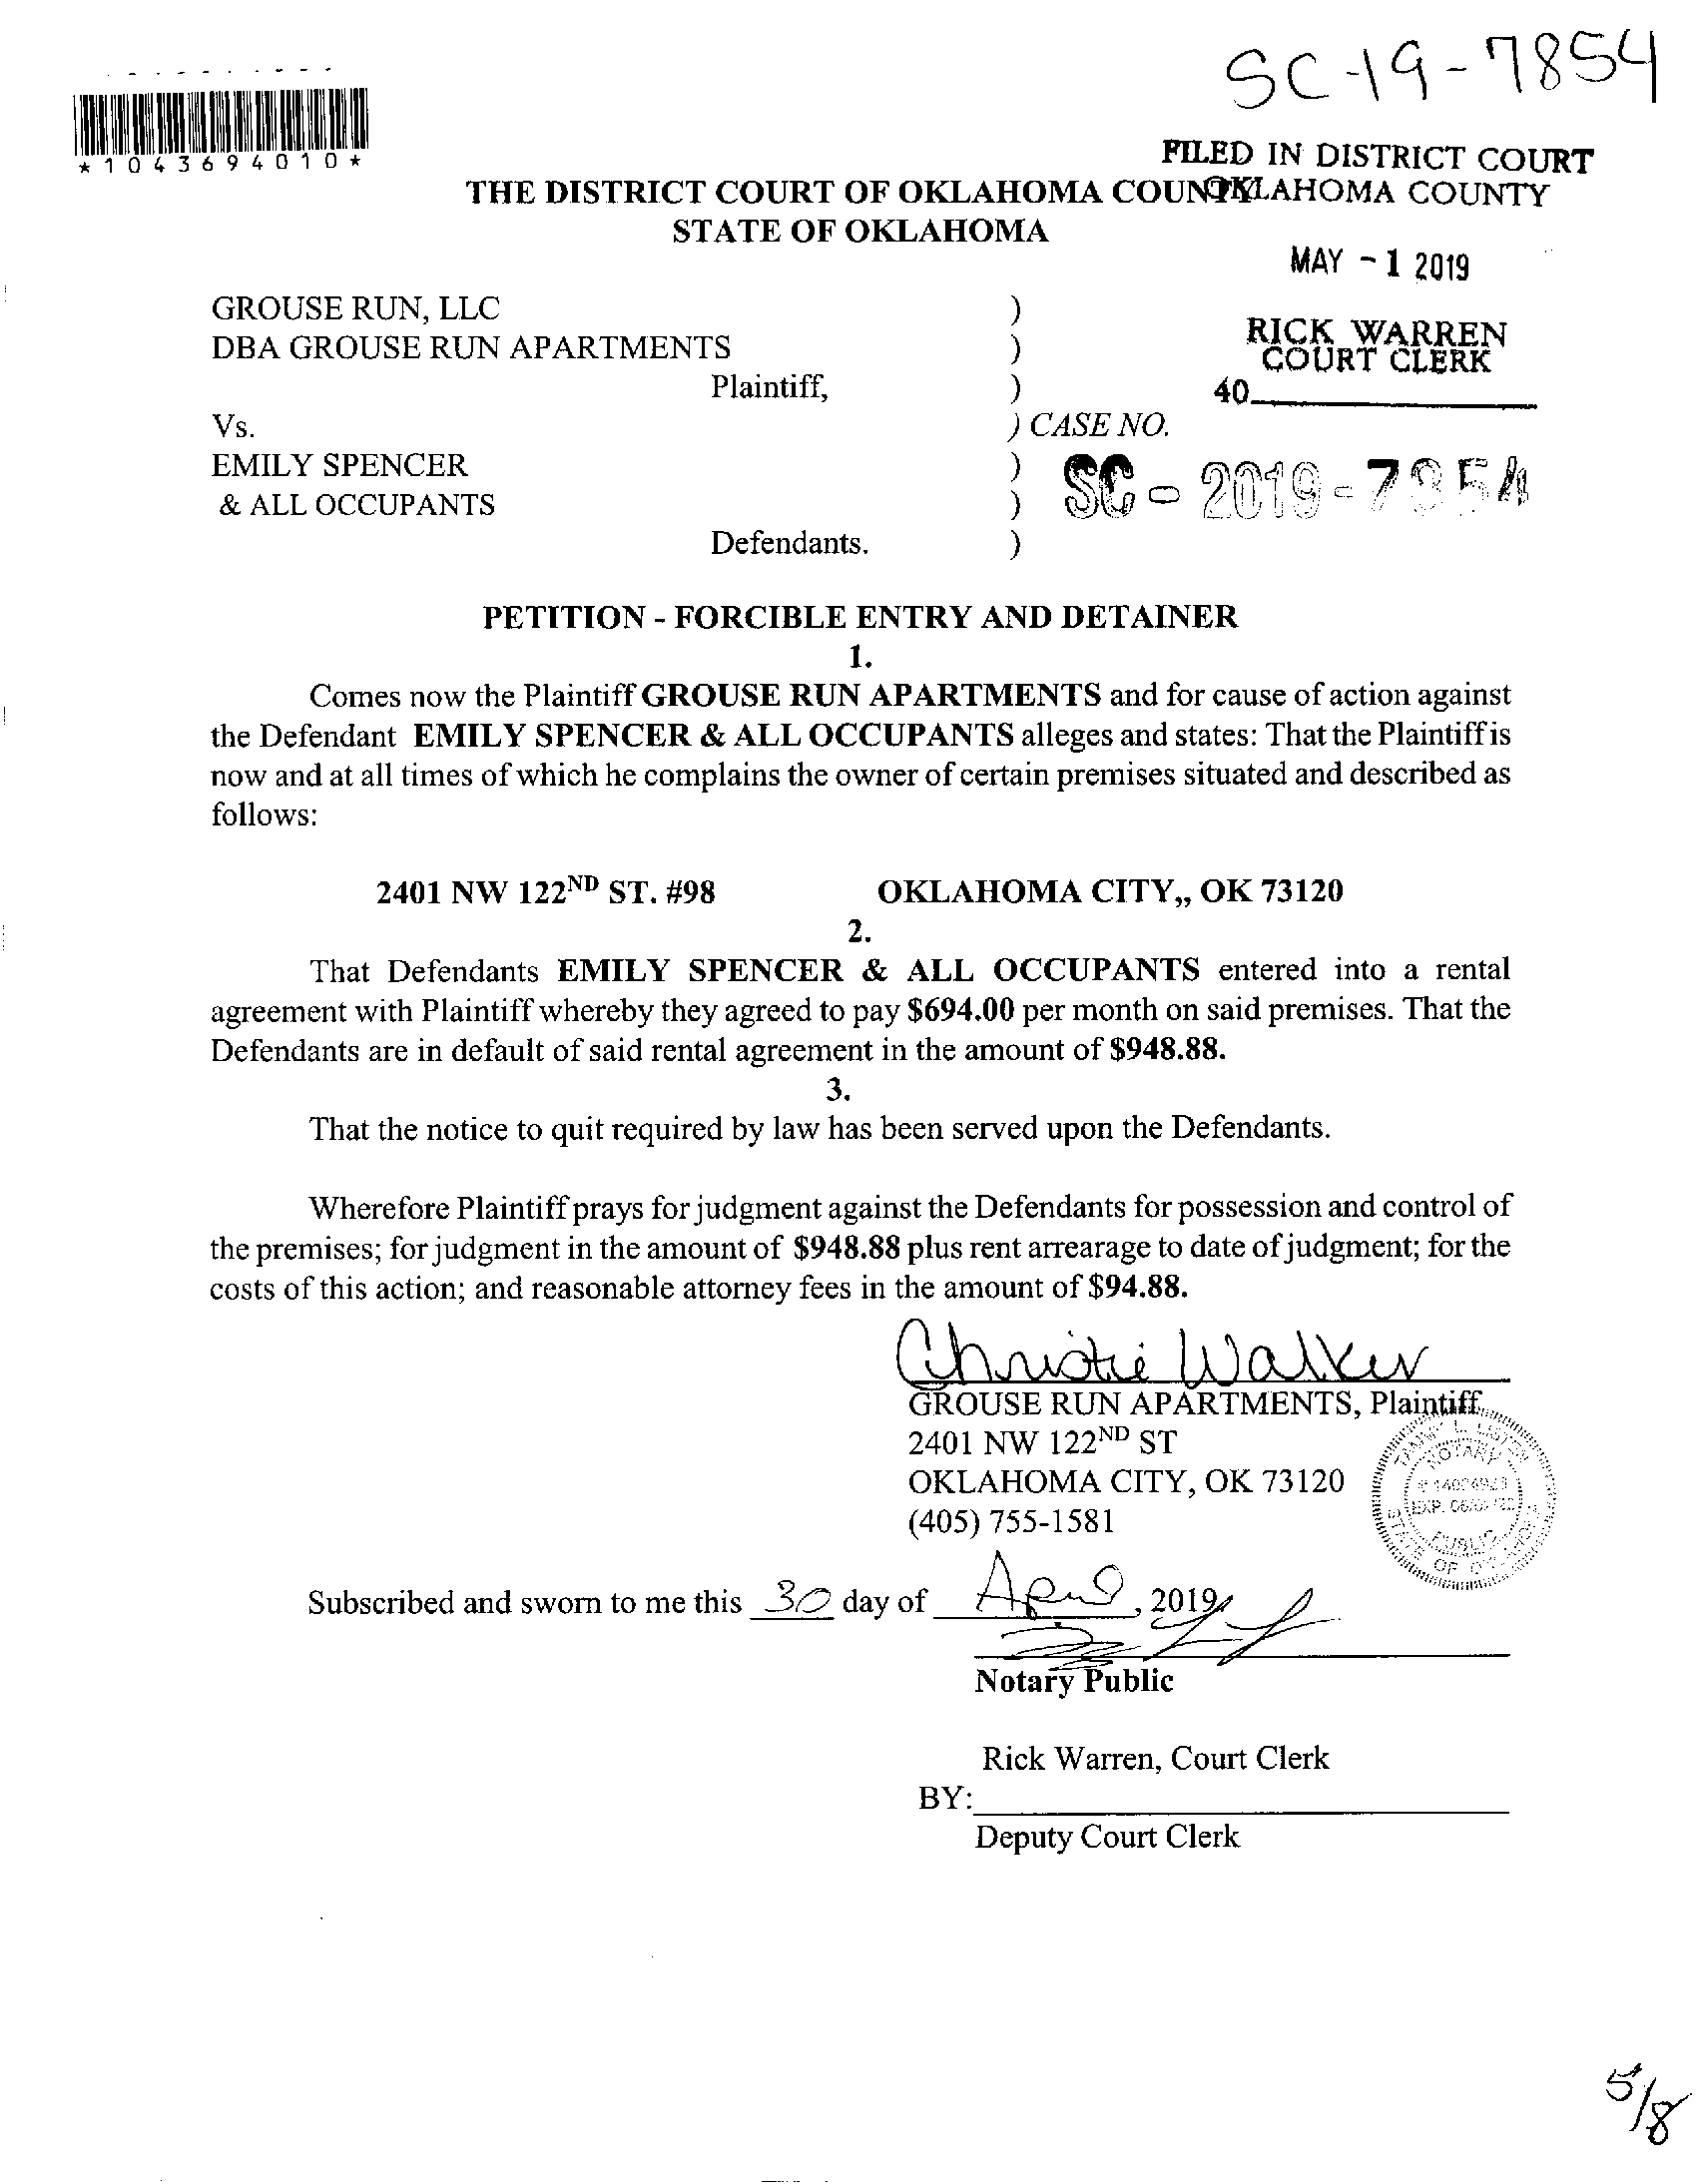 SC-19-7854
*1043694010*
FILED IN DISTRICT COURT
OKLAHOMA COUNTY
THE DISTRICT COURT OF OKLAHOMA COUNTY
STATE OF OKLAHOMA
MAY - 1 2019
GROUSE RUN, LLC )
DBA GROUSE RUN APARTMENTS )
RICK WARREN
COURT CLERK
Plaintiff, )
40
Vs. ) CASE NO.
EMILY SPENCER )
SC - 2019 - 7854
& ALL OCCUPANTS )
Defendants. )
PETITION - FORCIBLE ENTRY AND DETAINER
1.
Comes now the Plaintiff GROUSE RUN APARTMENTS and for cause of action against
the Defendant EMILY SPENCER & ALL OCCUPANTS alleges and states: That the Plaintiff is
now and at all times of which he complains the owner of certain premises situated and described as
follows:
2401 NW 122ND ST. #98 OKLAHOMA CITY,, OK 73120
2.
That Defendants EMILY SPENCER & ALL OCCUPANTS entered into a rental
agreement with Plaintiff whereby they agreed to pay $694.00 per month on said premises. That the
Defendants are in default of said rental agreement in the amount of $948.88.
3.
That the notice to quit required by law has been served upon the Defendants.
Wherefore Plaintiff prays for judgment against the Defendants for possession and control of
the premises; for judgment in the amount of $948.88 plus rent arrearage to date of judgment; for the
costs of this action; and reasonable attorney fees in the amount of $94.88.
Christie Walker
GROUSE RUN APARTMENTS, Plaintiff
2401 NW 122ND ST
OKLAHOMA CITY, OK 73120
(405) 755-1581
NOTARY
EXP.
PUBLIC
STATE OF OKLAHOMA
Subscribed and sworn to me this 30 day of April, 2019
Notary Public
Rick Warren, Court Clerk
BY:
Deputy Court Clerk
5/8